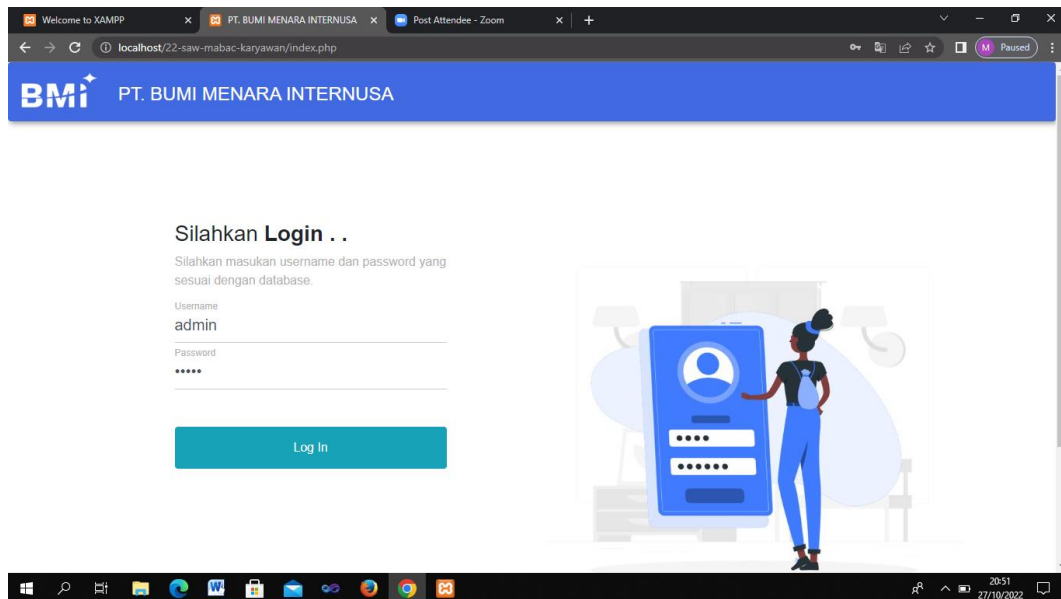 Welcome to XAMPP
PT. BUMI MENARA INTERNUSA
Post Attendee - Zoom
localhost/22-saw-mabac-karyawan/index.php
M Paused
BMi PT. BUMI MENARA INTERNUSA
Silahkan Login . .
Silahkan masukan username dan password yang
sesuai dengan database.
Username
admin
Password
•••••
Log In
20:51
27/10/2022